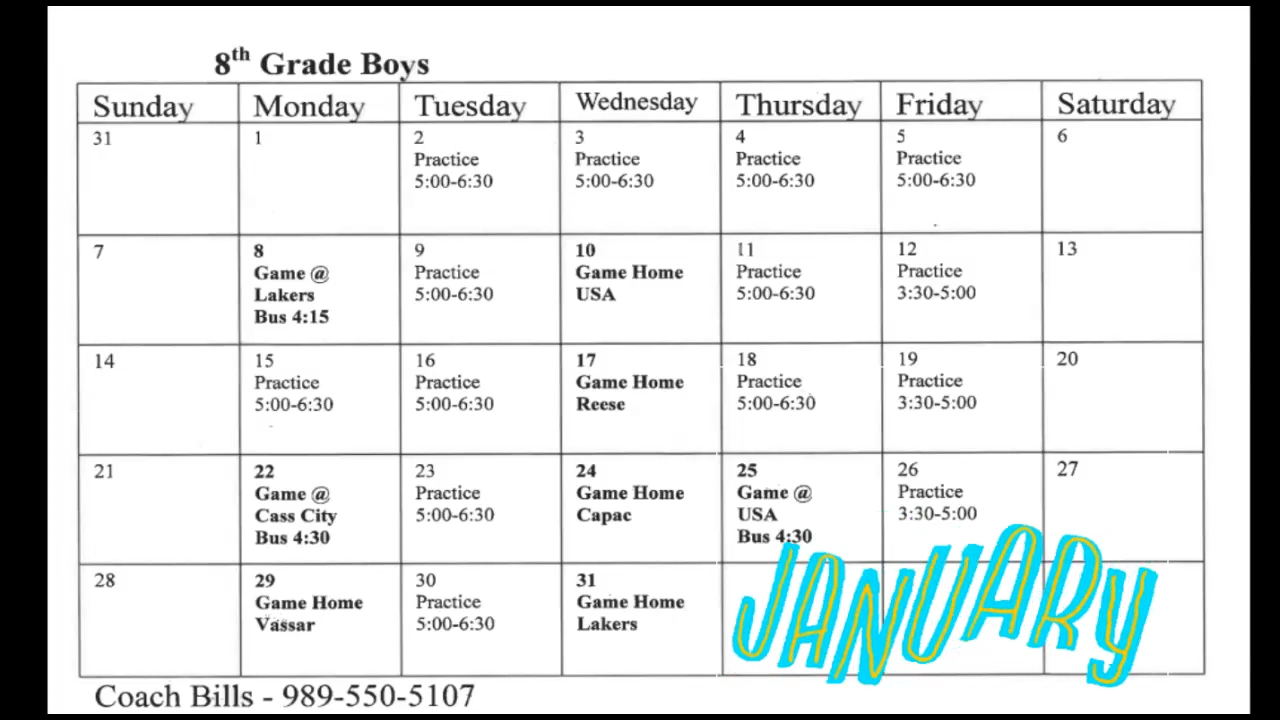 8th Grade Boys
Sunday Monday Tuesday Wednesday Thursday Friday Saturday
31
1
2
Practice
5:00-6:30
3
Practice
5:00-6:30
4
Practice
5:00-6:30
5
Practice
5:00-6:30
6
7
8
Game @
Lakers
Bus 4:15
9
Practice
5:00-6:30
10
Game Home
USA
11
Practice
5:00-6:30
12
Practice
3:30-5:00
13
14
15
Practice
5:00-6:30
16
Practice
5:00-6:30
17
Game Home
Reese
18
Practice
5:00-6:30
19
Practice
3:30-5:00
20
21
22
Game @
Cass City
Bus 4:30
23
Practice
5:00-6:30
24
Game Home
Capac
25
Game @
USA
Bus 4:30
26
Practice
3:30-5:00
27
28
29
Game Home
Vassar
30
Practice
5:00-6:30
31
Game Home
Lakers
JANUARY
Coach Bills - 989-550-5107